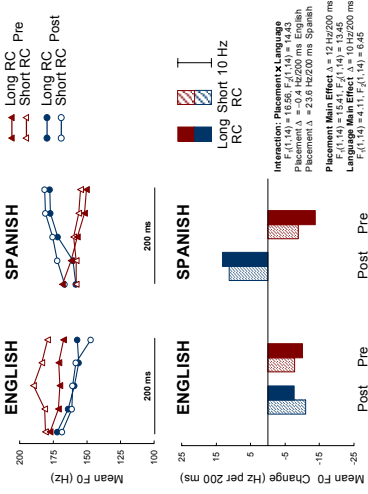 ENGLISH
SPANISH
Mean F0 (Hz)
200
175
150
125
100
200 ms
200 ms
Long RC
Short RC
Pre
Long RC
Short RC
Post
ENGLISH
SPANISH
Mean F0
Change (Hz per 200 ms)
25
15
5
-5
-15
-25
Post
Pre
Post
Pre
Long
RC
Short
RC
10 Hz
Interaction: Placement x Language
F1(1,14) = 16.56, F2(1,14) = 14.43
Placement Δ = -0.4 Hz/200 ms English
Placement Δ = 23.6 Hz/200 ms Spanish
Placement Main Effect Δ = 12 Hz/200 ms
F1(1,14) = 15.41, F2(1,14) = 13.45
Language Main Effect Δ = 10 Hz/200 ms
F1(1,14) = 4.11, F2(1,14) = 6.45